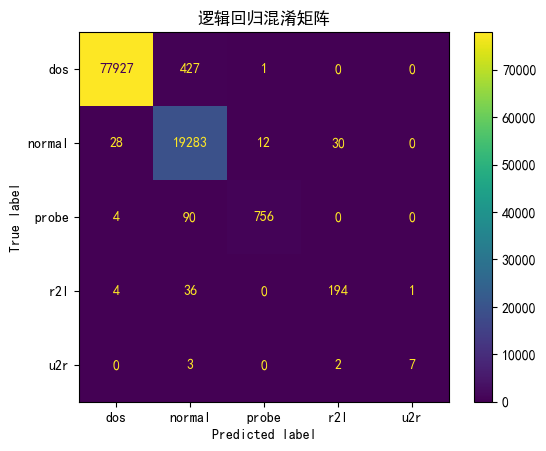 逻辑回归混淆矩阵
dos 77927 427 1 0 0
normal 28 19283 12 30 0
probe 4 90 756 0 0
r2l 4 36 0 194 1
u2r 0 3 0 2 7
dos normal probe r2l u2r
Predicted label
True label
70000
60000
50000
40000
30000
20000
10000
0